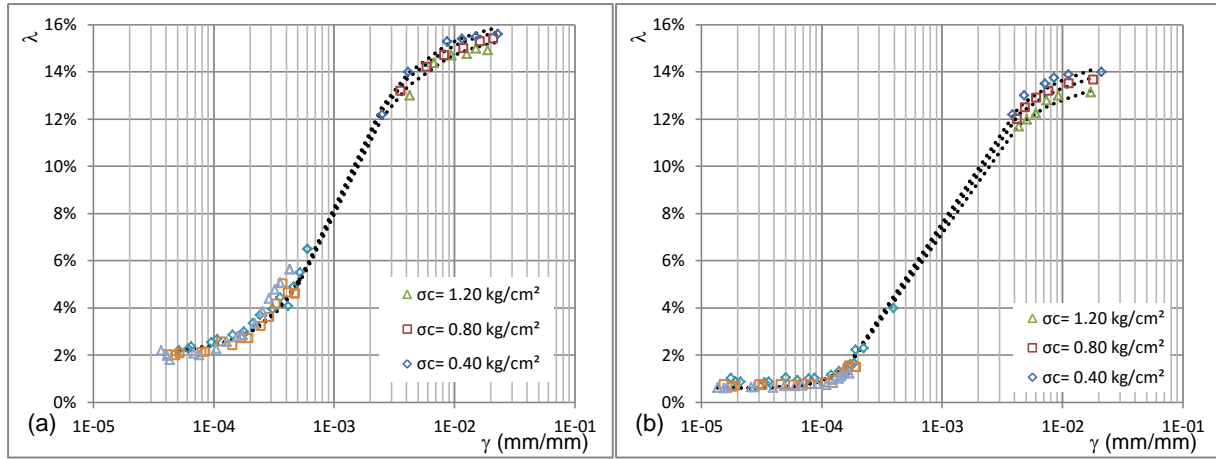 λ
16%
14%
12%
10%
8%
6%
4%
2%
0%
σc= 1.20 kg/cm²
σc= 0.80 kg/cm²
σc= 0.40 kg/cm²
(a)
1E-05 1E-04 1E-03 1E-02 1E-01
γ (mm/mm)
λ
16%
14%
12%
10%
8%
6%
4%
2%
0%
σc= 1.20 kg/cm²
σc= 0.80 kg/cm²
σc= 0.40 kg/cm²
(b)
1E-05 1E-04 1E-03 1E-02 1E-01
γ (mm/mm)